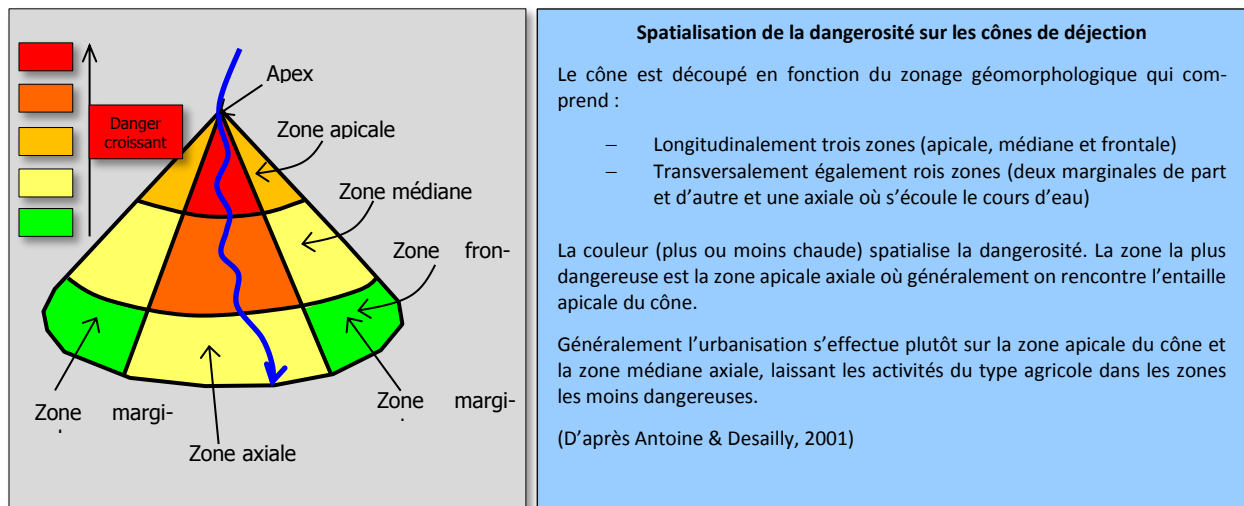 Apex
Danger
croissant
Zone apicale
Zone médiane
Zone fron-
Zone margi-
Zone margi-
Zone axiale
Spatialisation de la dangerosité sur les cônes de déjection
Le cône est découpé en fonction du zonage géomorphologique qui com-
prend :
– Longitudinalement trois zones (apicale, médiane et frontale)
– Transversalement également rois zones (deux marginales de part
et d’autre et une axiale où s’écoule le cours d’eau)
La couleur (plus ou moins chaude) spatialise la dangerosité. La zone la plus
dangereuse est la zone apicale axiale où généralement on rencontre l’entaille
apicale du cône.
Généralement l’urbanisation s’effectue plutôt sur la zone apicale du cône et
la zone médiane axiale, laissant les activités du type agricole dans les zones
les moins dangereuses.
(D’après Antoine & Desailly, 2001)